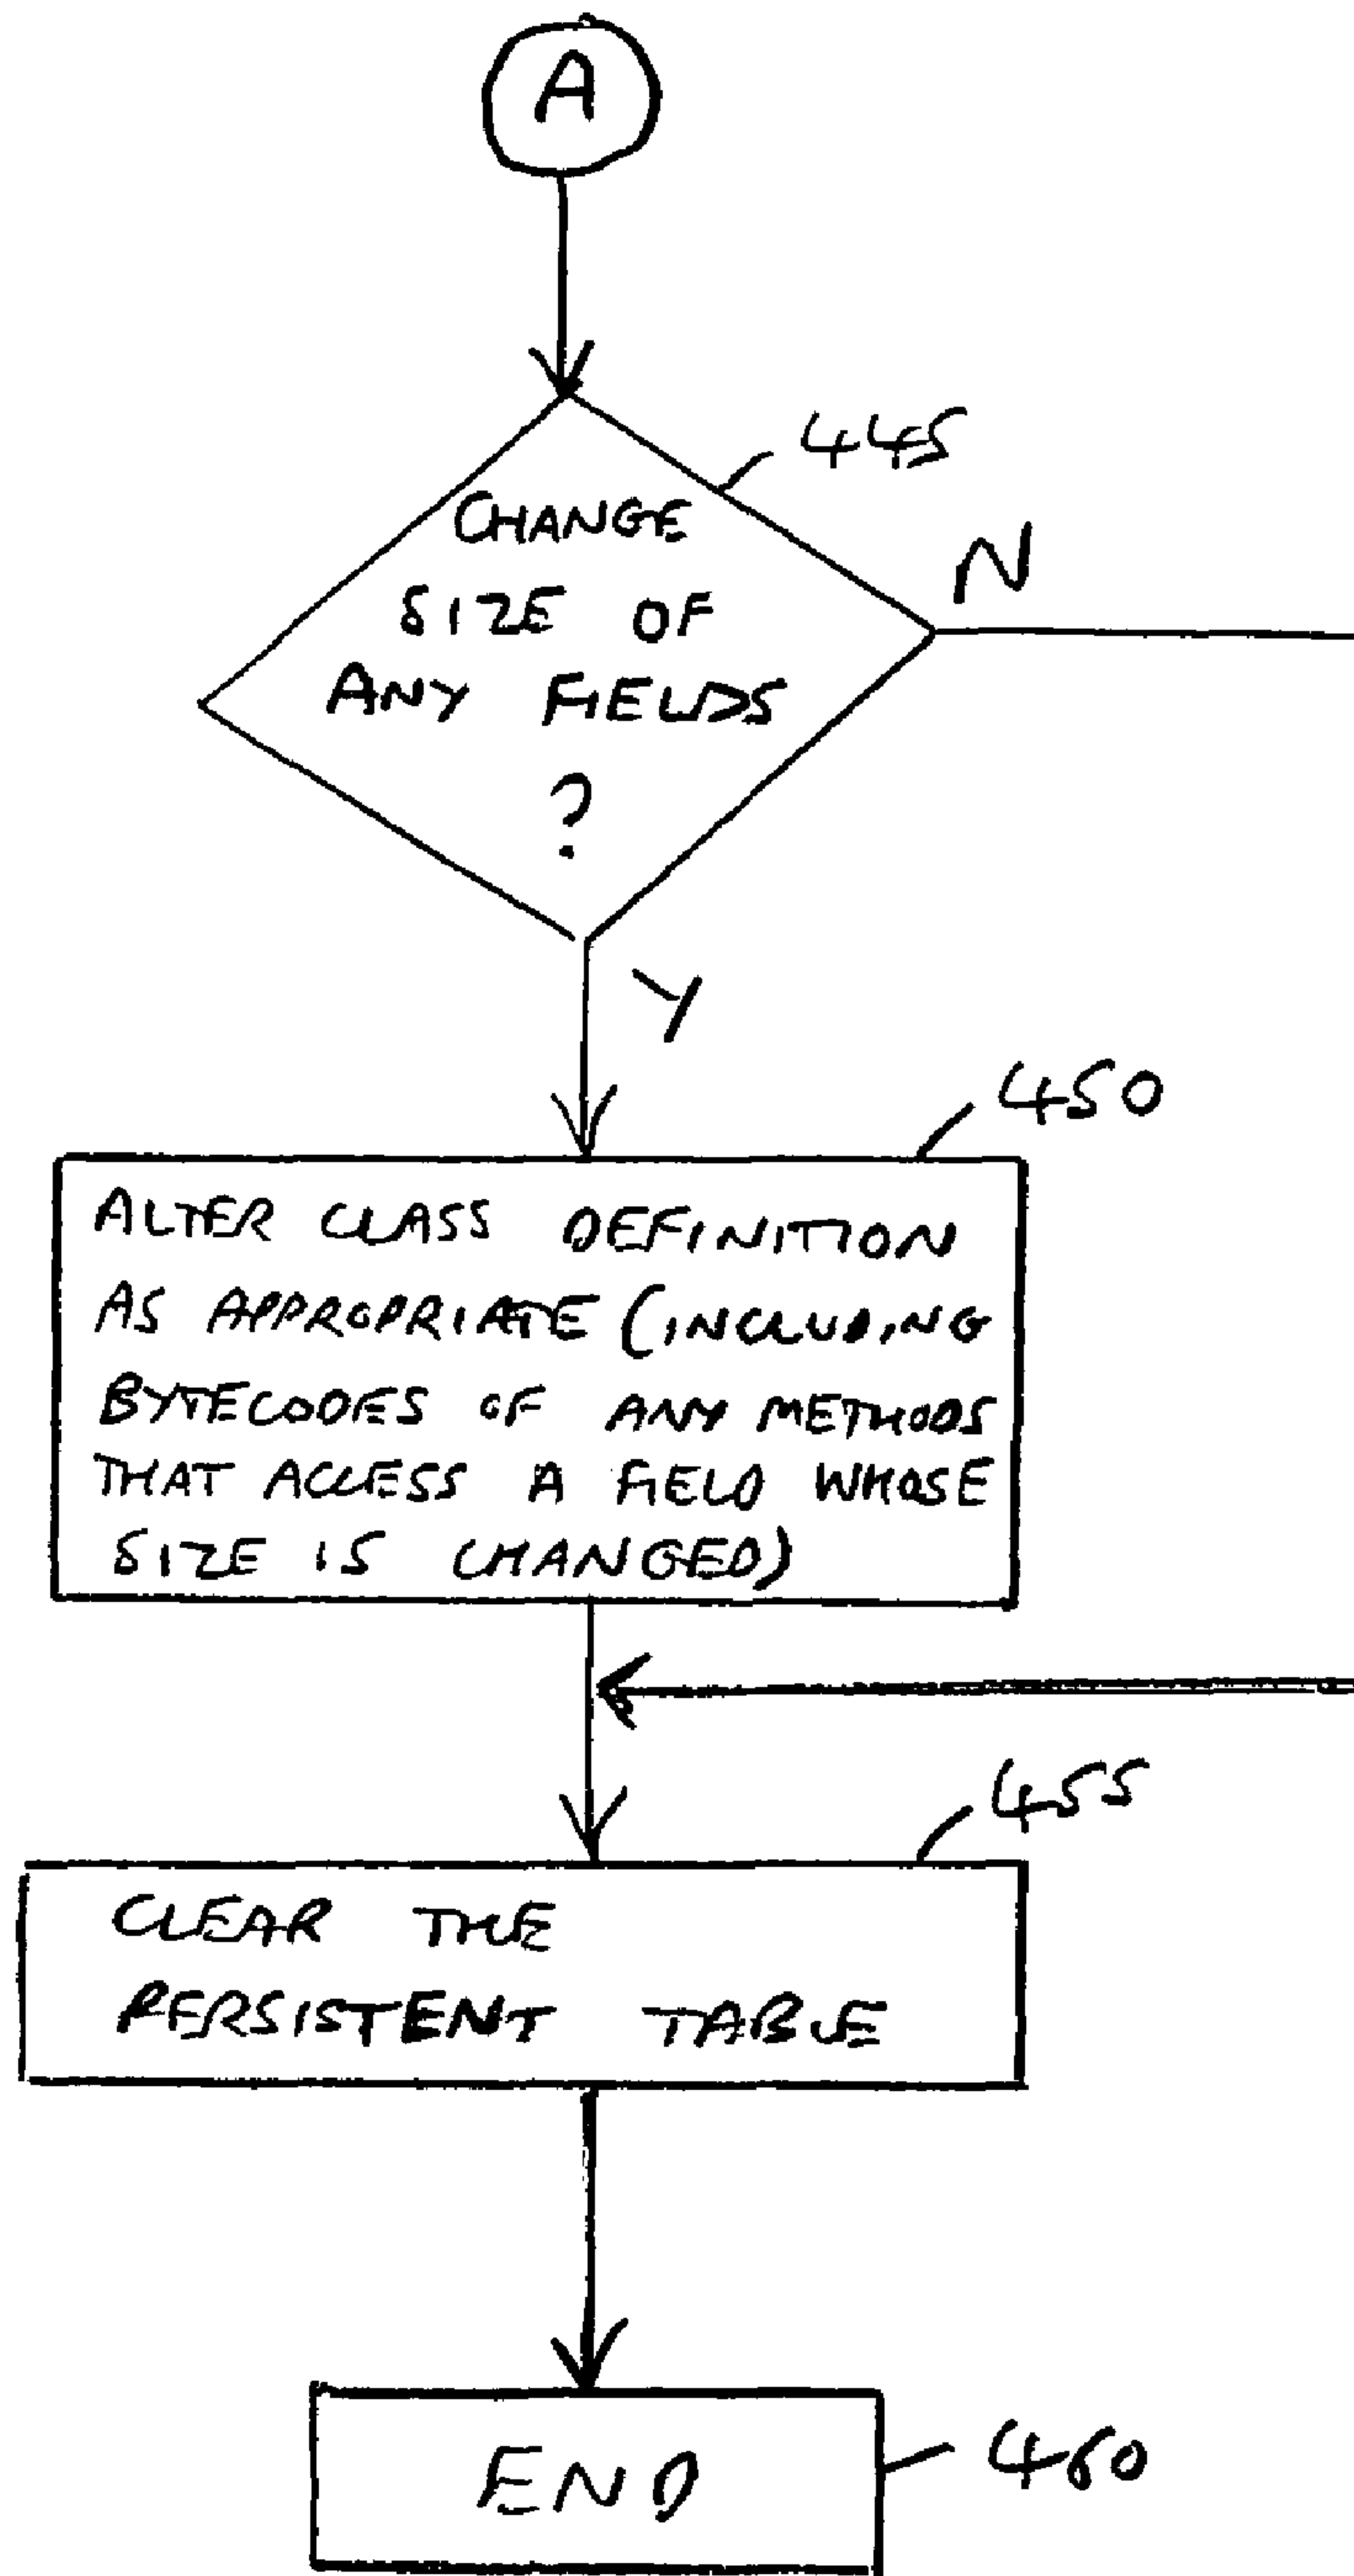 A
445
CHANGE
SIZE OF
ANY FIELDS
?
N
Y
450
ALTER CLASS DEFINITION
AS APPROPRIATE (INCLUDING
BYTECODES OF ANY METHODS
THAT ACCESS A FIELD WHOSE
SIZE IS CHANGED)
455
CLEAR THE
PERSISTENT TABLE
END
460